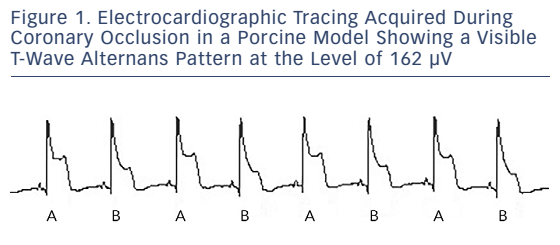 Figure 1. Electrocardiographic Tracing Acquired During
Coronary Occlusion in a Porcine Model Showing a Visible
T-Wave Alternans Pattern at the Level of 162 μV
A B A B A B A B